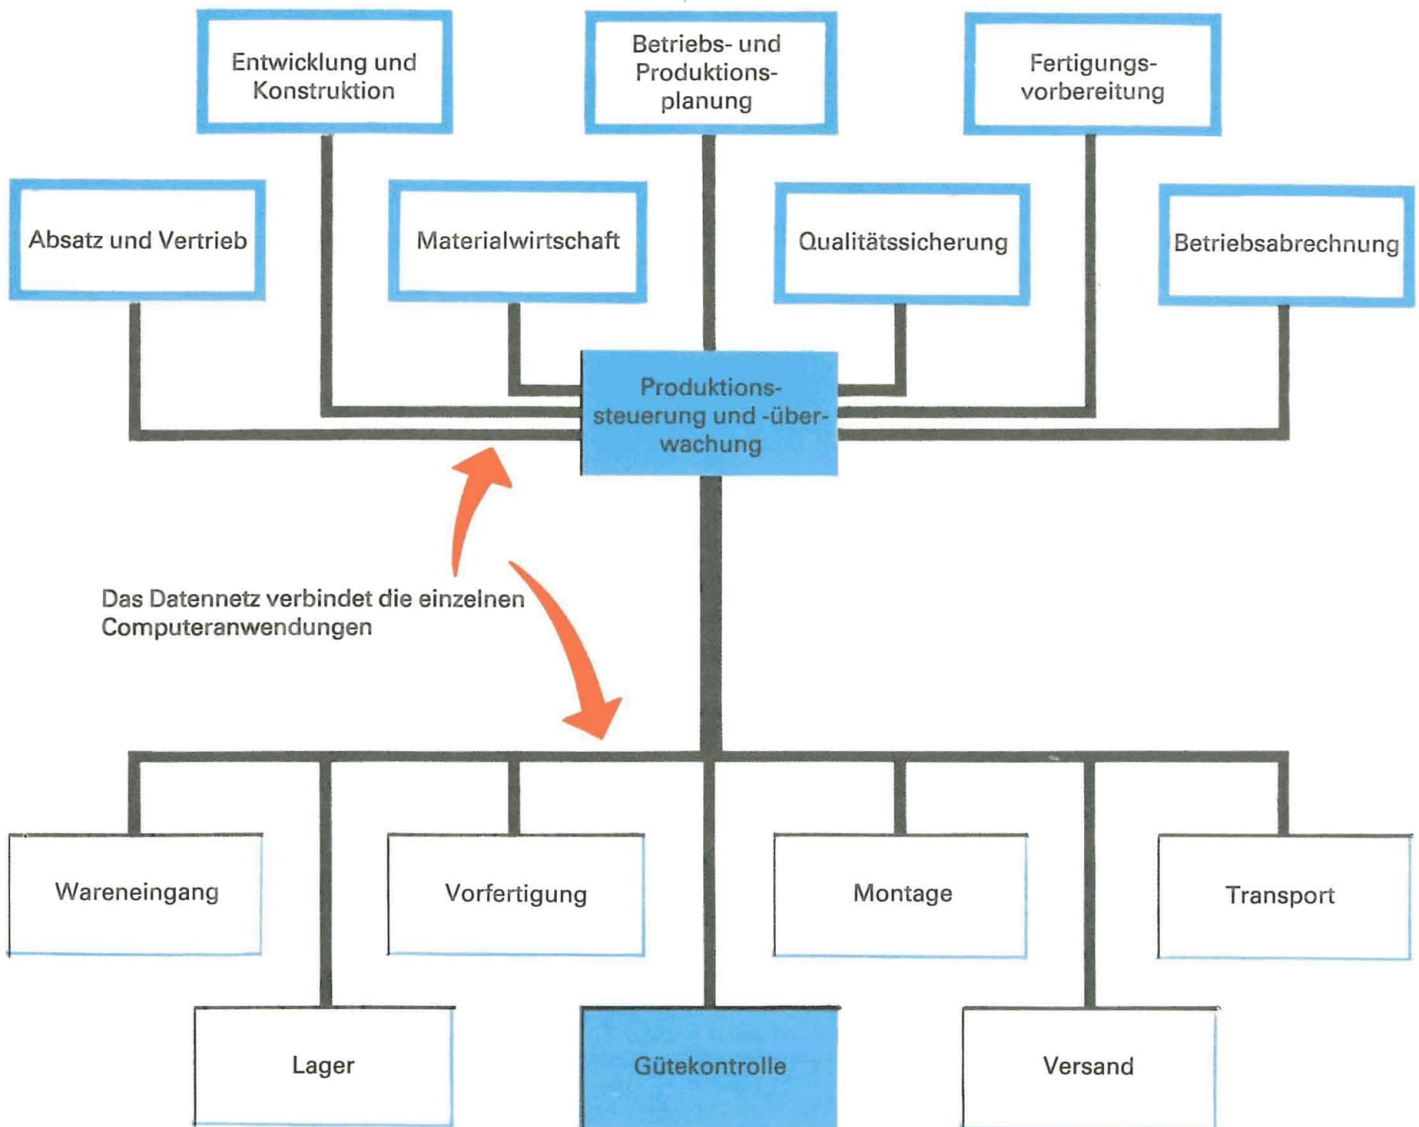 Entwicklung und
Konstruktion
Betriebs- und
Produktions-
planung
Fertigungs-
vorbereitung
Absatz und Vertrieb
Materialwirtschaft
Qualitätssicherung
Betriebsabrechnung
Produktions-
steuerung und -über-
wachung
Das Datennetz verbindet die einzelnen
Computeranwendungen
Wareneingang
Vorfertigung
Montage
Transport
Lager
Gütekontrolle
Versand